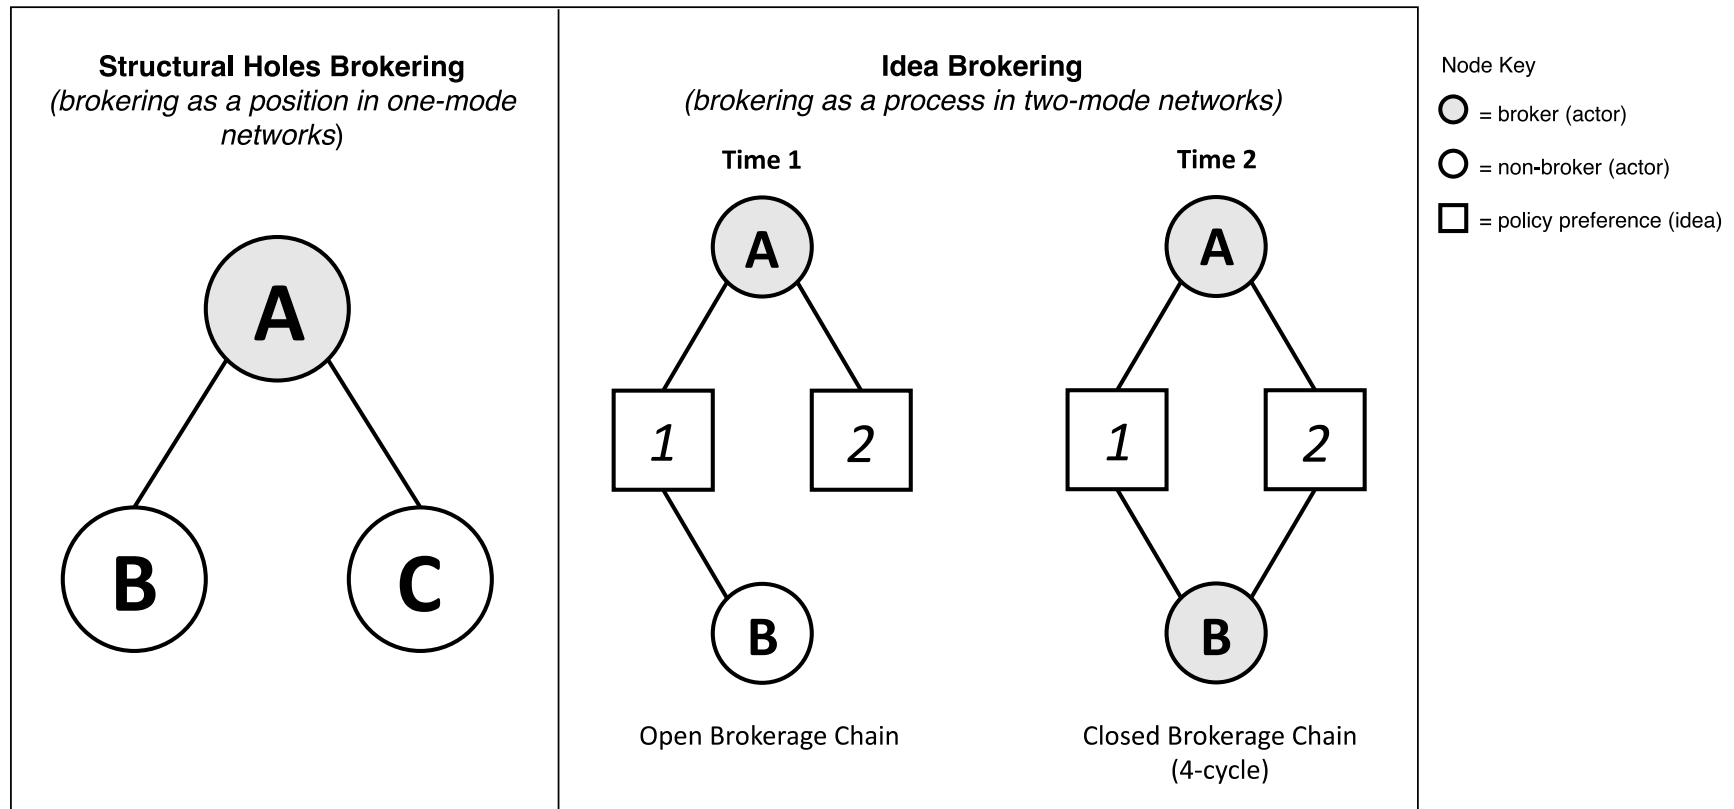 Structural Holes Brokering
(brokering as a position in one-mode
networks)
A
B
C
Idea Brokering
(brokering as a process in two-mode networks)
Time 1
A
1
2
B
Open Brokerage Chain
Time 2
A
1
2
B
Closed Brokerage Chain
(4-cycle)
Node Key
= broker (actor)
= non-broker (actor)
= policy preference (idea)